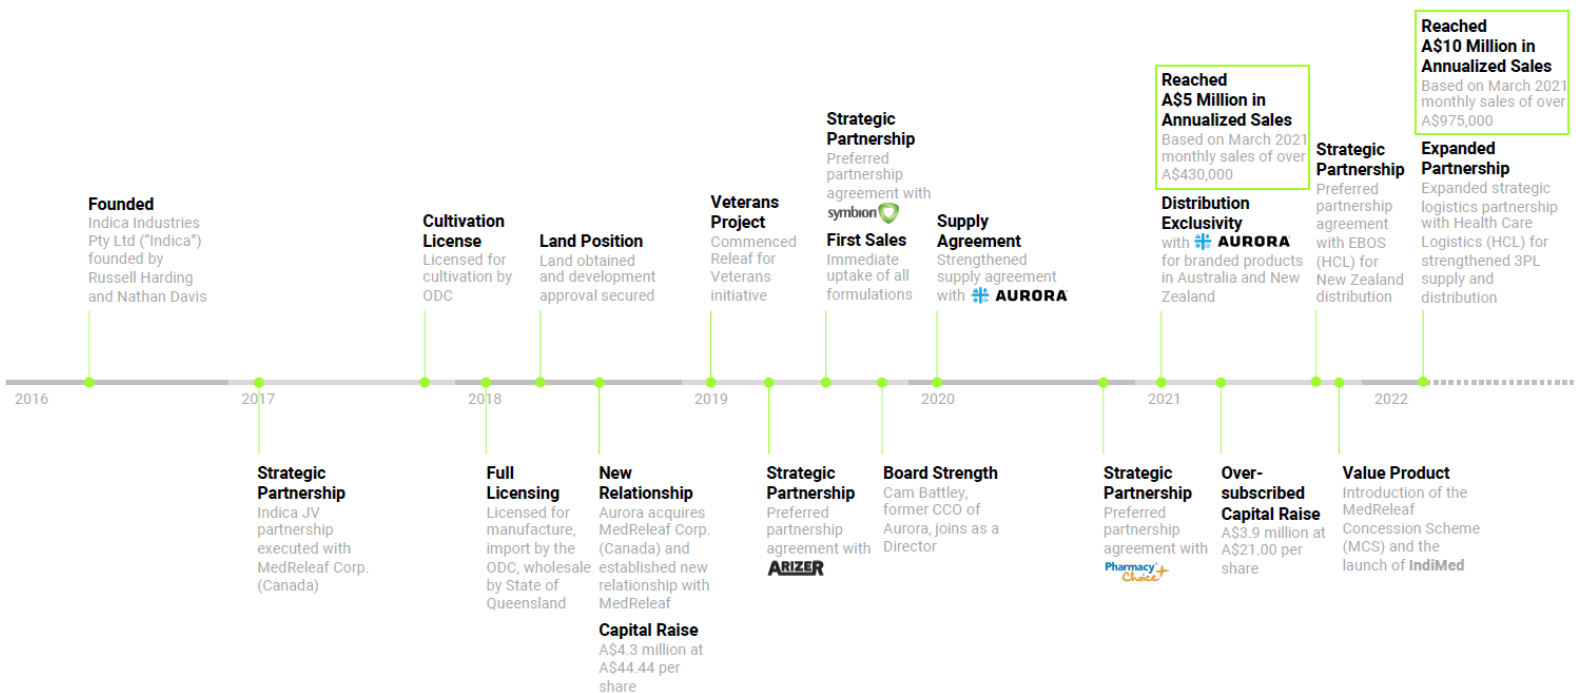 Founded
Indica Industries
Pty Ltd (“Indica”)
founded by
Russell Harding
and Nathan Davis
Cultivation
License
Licensed for
cultivation by
ODC
Land Position
Land obtained
and development
approval secured
Veterans
Project
Commenced
Releaf for
Veterans
initiative
Strategic
Partnership
Preferred
partnership
agreement with
symbion
First Sales
Immediate
uptake of all
formulations
Supply
Agreement
Strengthened
supply agreement
with AURORA
Reached
A$5 Million in
Annualized Sales
Based on March 2021
monthly sales of over
A$430,000
Distribution
Exclusivity
with AURORA
for branded products
in Australia and New
Zealand
Strategic
Partnership
Preferred
partnership
agreement
with EBOS
(HCL) for
New Zealand
distribution
Reached
A$10 Million in
Annualized Sales
Based on March 2021
monthly sales of over
A$975,000
Expanded
Partnership
Expanded strategic
logistics partnership
with Health Care
Logistics (HCL) for
strengthened 3PL
supply and
distribution
2016 2017 2018 2019 2020 2021 2022
Strategic
Partnership
Indica JV
partnership
executed with
MedReleaf Corp.
(Canada)
Full
Licensing
Licensed for
manufacture,
import by the
ODC, wholesale
by State of
Queensland
New
Relationship
Aurora acquires
MedReleaf Corp.
(Canada) and
established new
relationship with
MedReleaf
Capital Raise
A$4.3 million at
A$44.44 per
share
Strategic
Partnership
Preferred
partnership
agreement with
ARIZER
Board Strength
Cam Battley,
former CCO of
Aurora, joins as a
Director
Strategic
Partnership
Preferred
partnership
agreement with
Pharmacy
Choice
Over-
subscribed
Capital Raise
A$3.9 million at
A$21.00 per
share
Value Product
Introduction of the
MedReleaf
Concession Scheme
(MCS) and the
launch of IndiMed